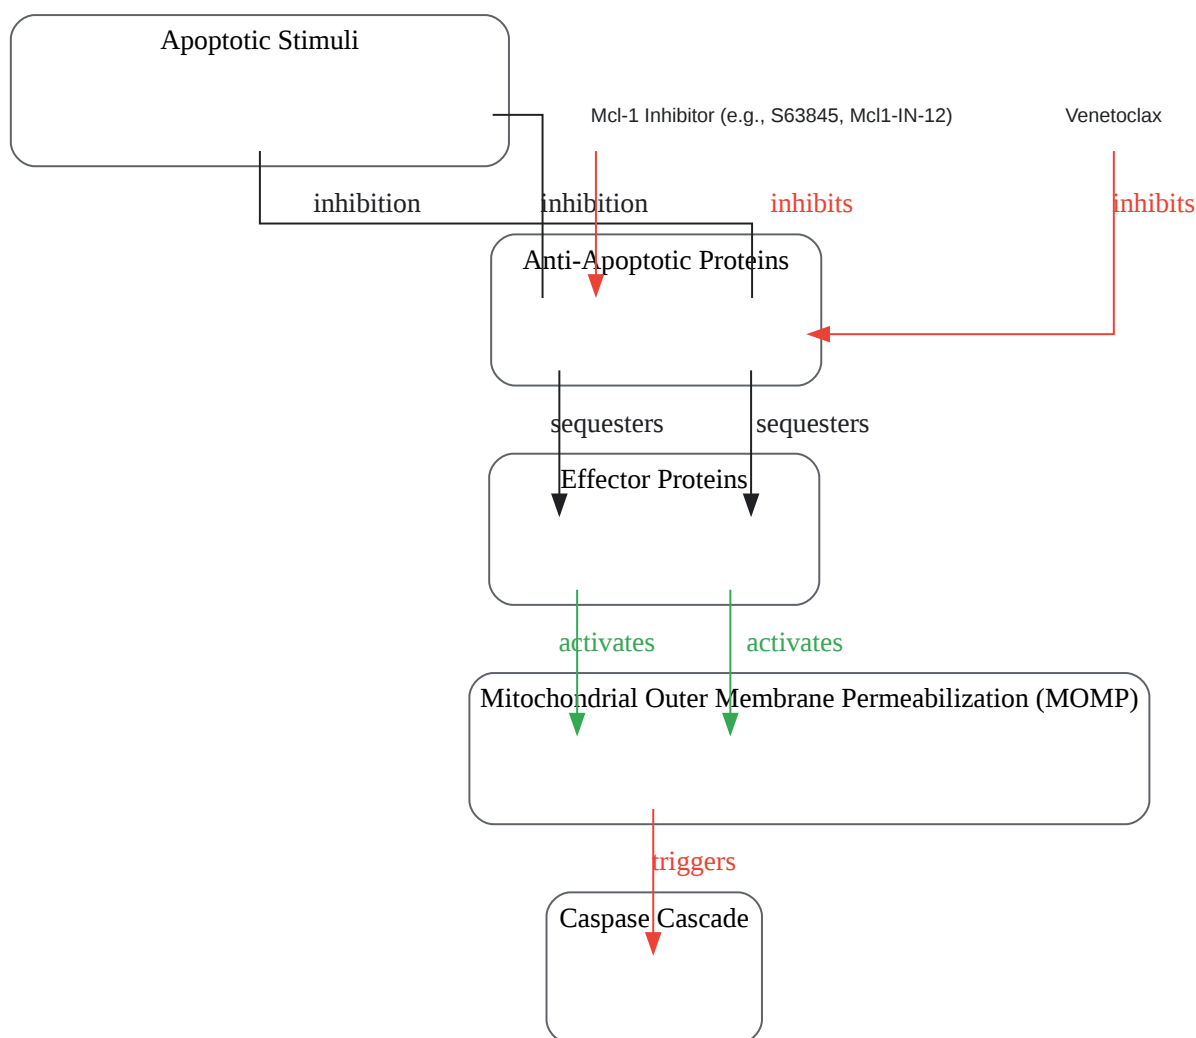 Apoptotic Stimuli
Mcl-1 Inhibitor (e.g., S63845, Mcl1-IN-12)
Venetoclax
inhibition
inhibition
inhibits
inhibits
Anti-Apoptotic Proteins
sequesters
sequesters
Effector Proteins
activates
activates
Mitochondrial Outer Membrane Permeabilization (MOMP)
triggers
Caspase Cascade